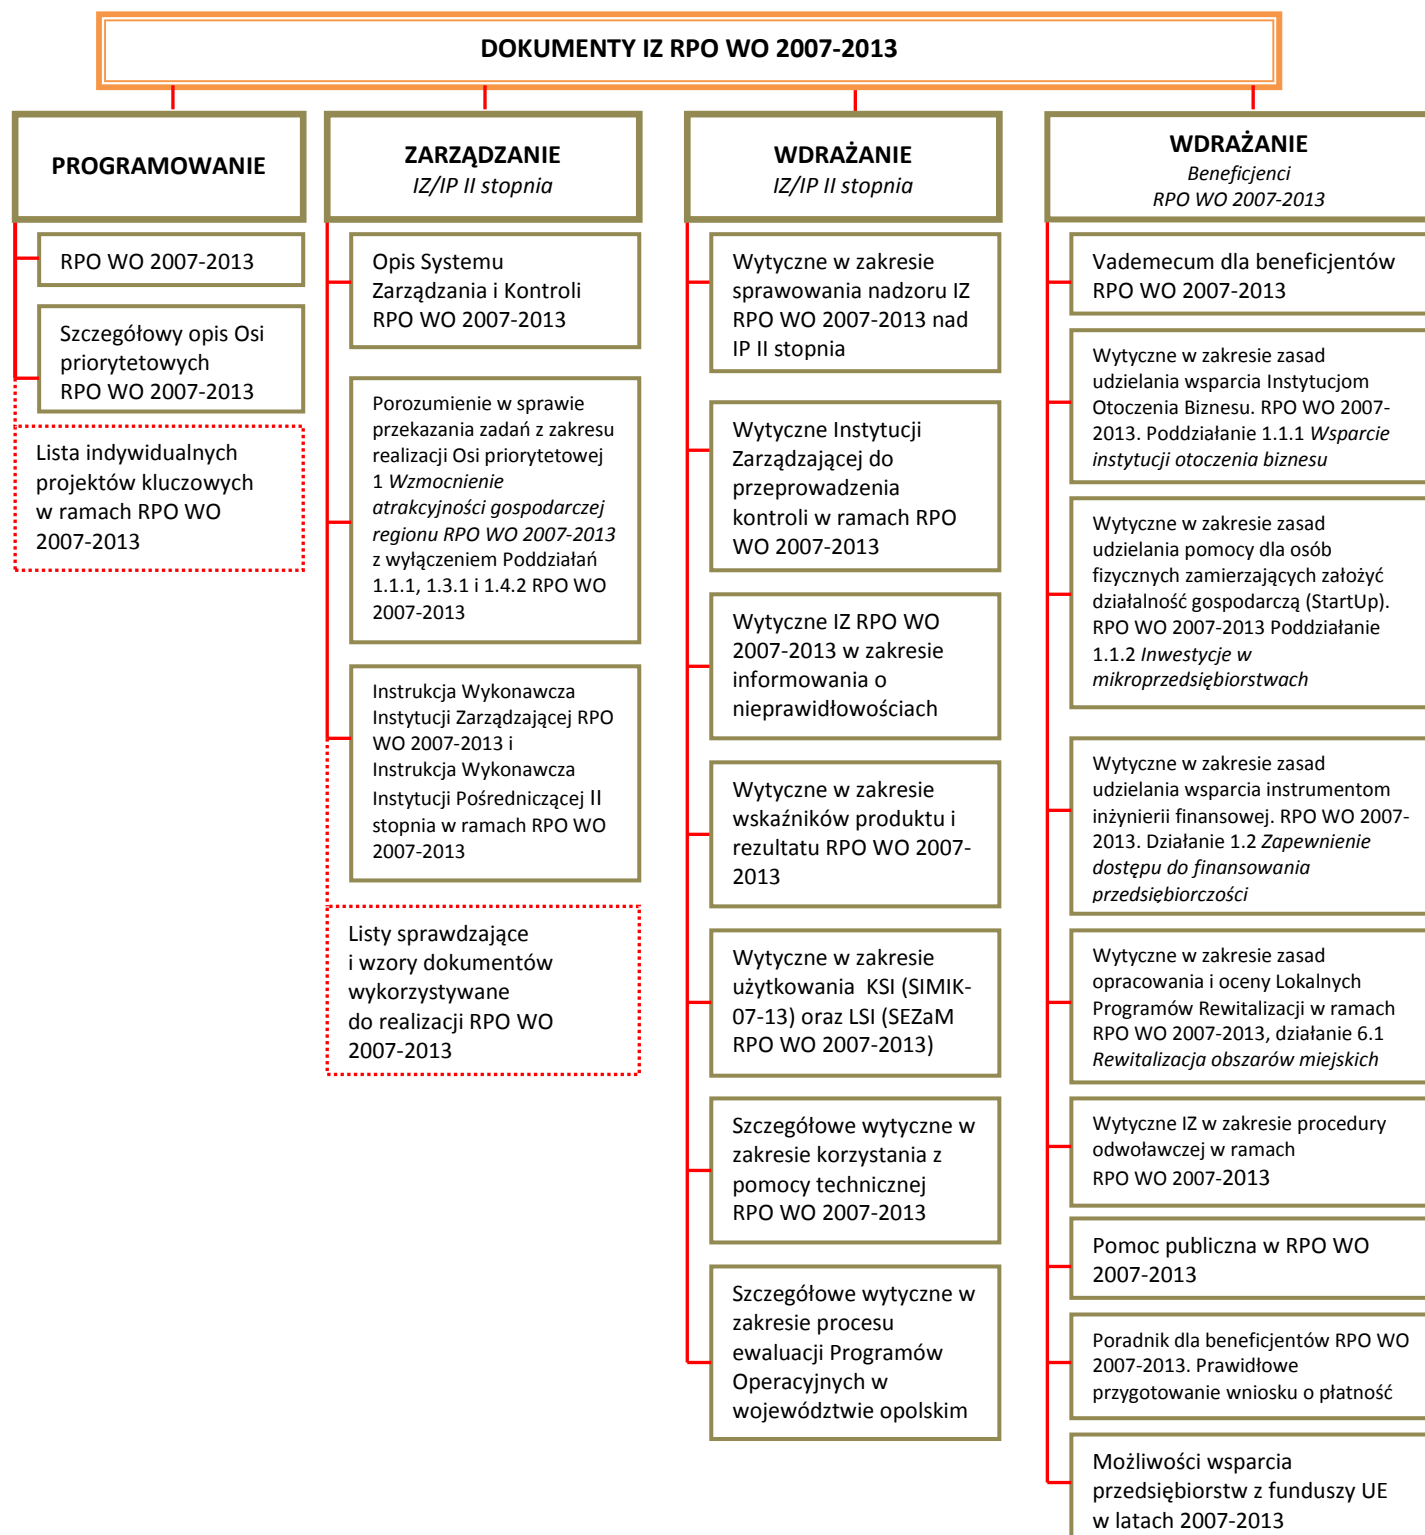 DOKUMENTY IZ RPO WO 2007-2013
PROGRAMOWANIE
RPO WO 2007-2013
Szczegółowy opis Osi
priorytetowych
RPO WO 2007-2013
Lista indywidualnych
projektów kluczowych
w ramach RPO WO
2007-2013
ZARZĄDZANIE
IZ/IP II stopnia
Opis Systemu
Zarządzania i Kontroli
RPO WO 2007-2013
Porozumienie w sprawie
przekazania zadań z zakresu
realizacji Osi priorytetowej
1 Wzmocnienie
atrakcyjności gospodarczej
regionu RPO WO 2007-2013
z wyłączeniem Poddziałań
1.1.1, 1.3.1 i 1.4.2 RPO WO
2007-2013
Instrukcja Wykonawcza
Instytucji Zarządzającej RPO
WO 2007-2013 i
Instrukcja Wykonawcza
Instytucji Pośredniczącej II
stopnia w ramach RPO WO
2007-2013
Listy sprawdzające
i wzory dokumentów
wykorzystywane
do realizacji RPO WO
2007-2013
WDRAŻANIE
IZ/IP II stopnia
Wytyczne w zakresie
sprawowania nadzoru IZ
RPO WO 2007-2013 nad
IP II stopnia
Wytyczne Instytucji
Zarządzającej do
przeprowadzenia
kontroli w ramach RPO
WO 2007-2013
Wytyczne IZ RPO WO
2007-2013 w zakresie
informowania o
nieprawidłowościach
Wytyczne w zakresie
wskaźników produktu i
rezultatu RPO WO 2007-
2013
Wytyczne w zakresie
użytkowania KSI (SIMIK-
07-13) oraz LSI (SEZaM
RPO WO 2007-2013)
Szczegółowe wytyczne w
zakresie korzystania z
pomocy technicznej
RPO WO 2007-2013
Szczegółowe wytyczne w
zakresie procesu
ewaluacji Programów
Operacyjnych w
województwie opolskim
WDRAŻANIE
Beneficjenci
RPO WO 2007-2013
Vademecum dla beneficjentów
RPO WO 2007-2013
Wytyczne w zakresie zasad
udzielania wsparcia Instytucjom
Otoczenia Biznesu. RPO WO 2007-
2013. Poddziałanie 1.1.1 Wsparcie
instytucji otoczenia biznesu
Wytyczne w zakresie zasad
udzielania pomocy dla osób
fizycznych zamierzających założyć
działalność gospodarczą (StartUp).
RPO WO 2007-2013 Poddziałanie
1.1.2 Inwestycje w
mikroprzedsiębiorstwach
Wytyczne w zakresie zasad
udzielania wsparcia instrumentom
inżynierii finansowej. RPO WO 2007-
2013. Działanie 1.2 Zapewnienie
dostępu do finansowania
przedsiębiorczości
Wytyczne w zakresie zasad
opracowania i oceny Lokalnych
Programów Rewitalizacji w ramach
RPO WO 2007-2013, działanie 6.1
Rewitalizacja obszarów miejskich
Wytyczne IZ w zakresie procedury
odwoławczej w ramach
RPO WO 2007-2013
Pomoc publiczna w RPO WO
2007-2013
Poradnik dla beneficjentów RPO WO
2007-2013. Prawidłowe
przygotowanie wniosku o płatność
Możliwości wsparcia
przedsiębiorstw z funduszy UE
w latach 2007-2013